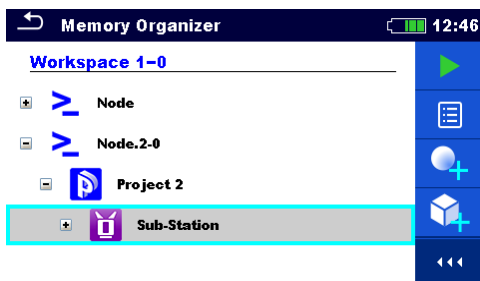 Memory Organizer 12:46
Workspace 1-0
Node
Node.2-0
Project 2
Sub-Station